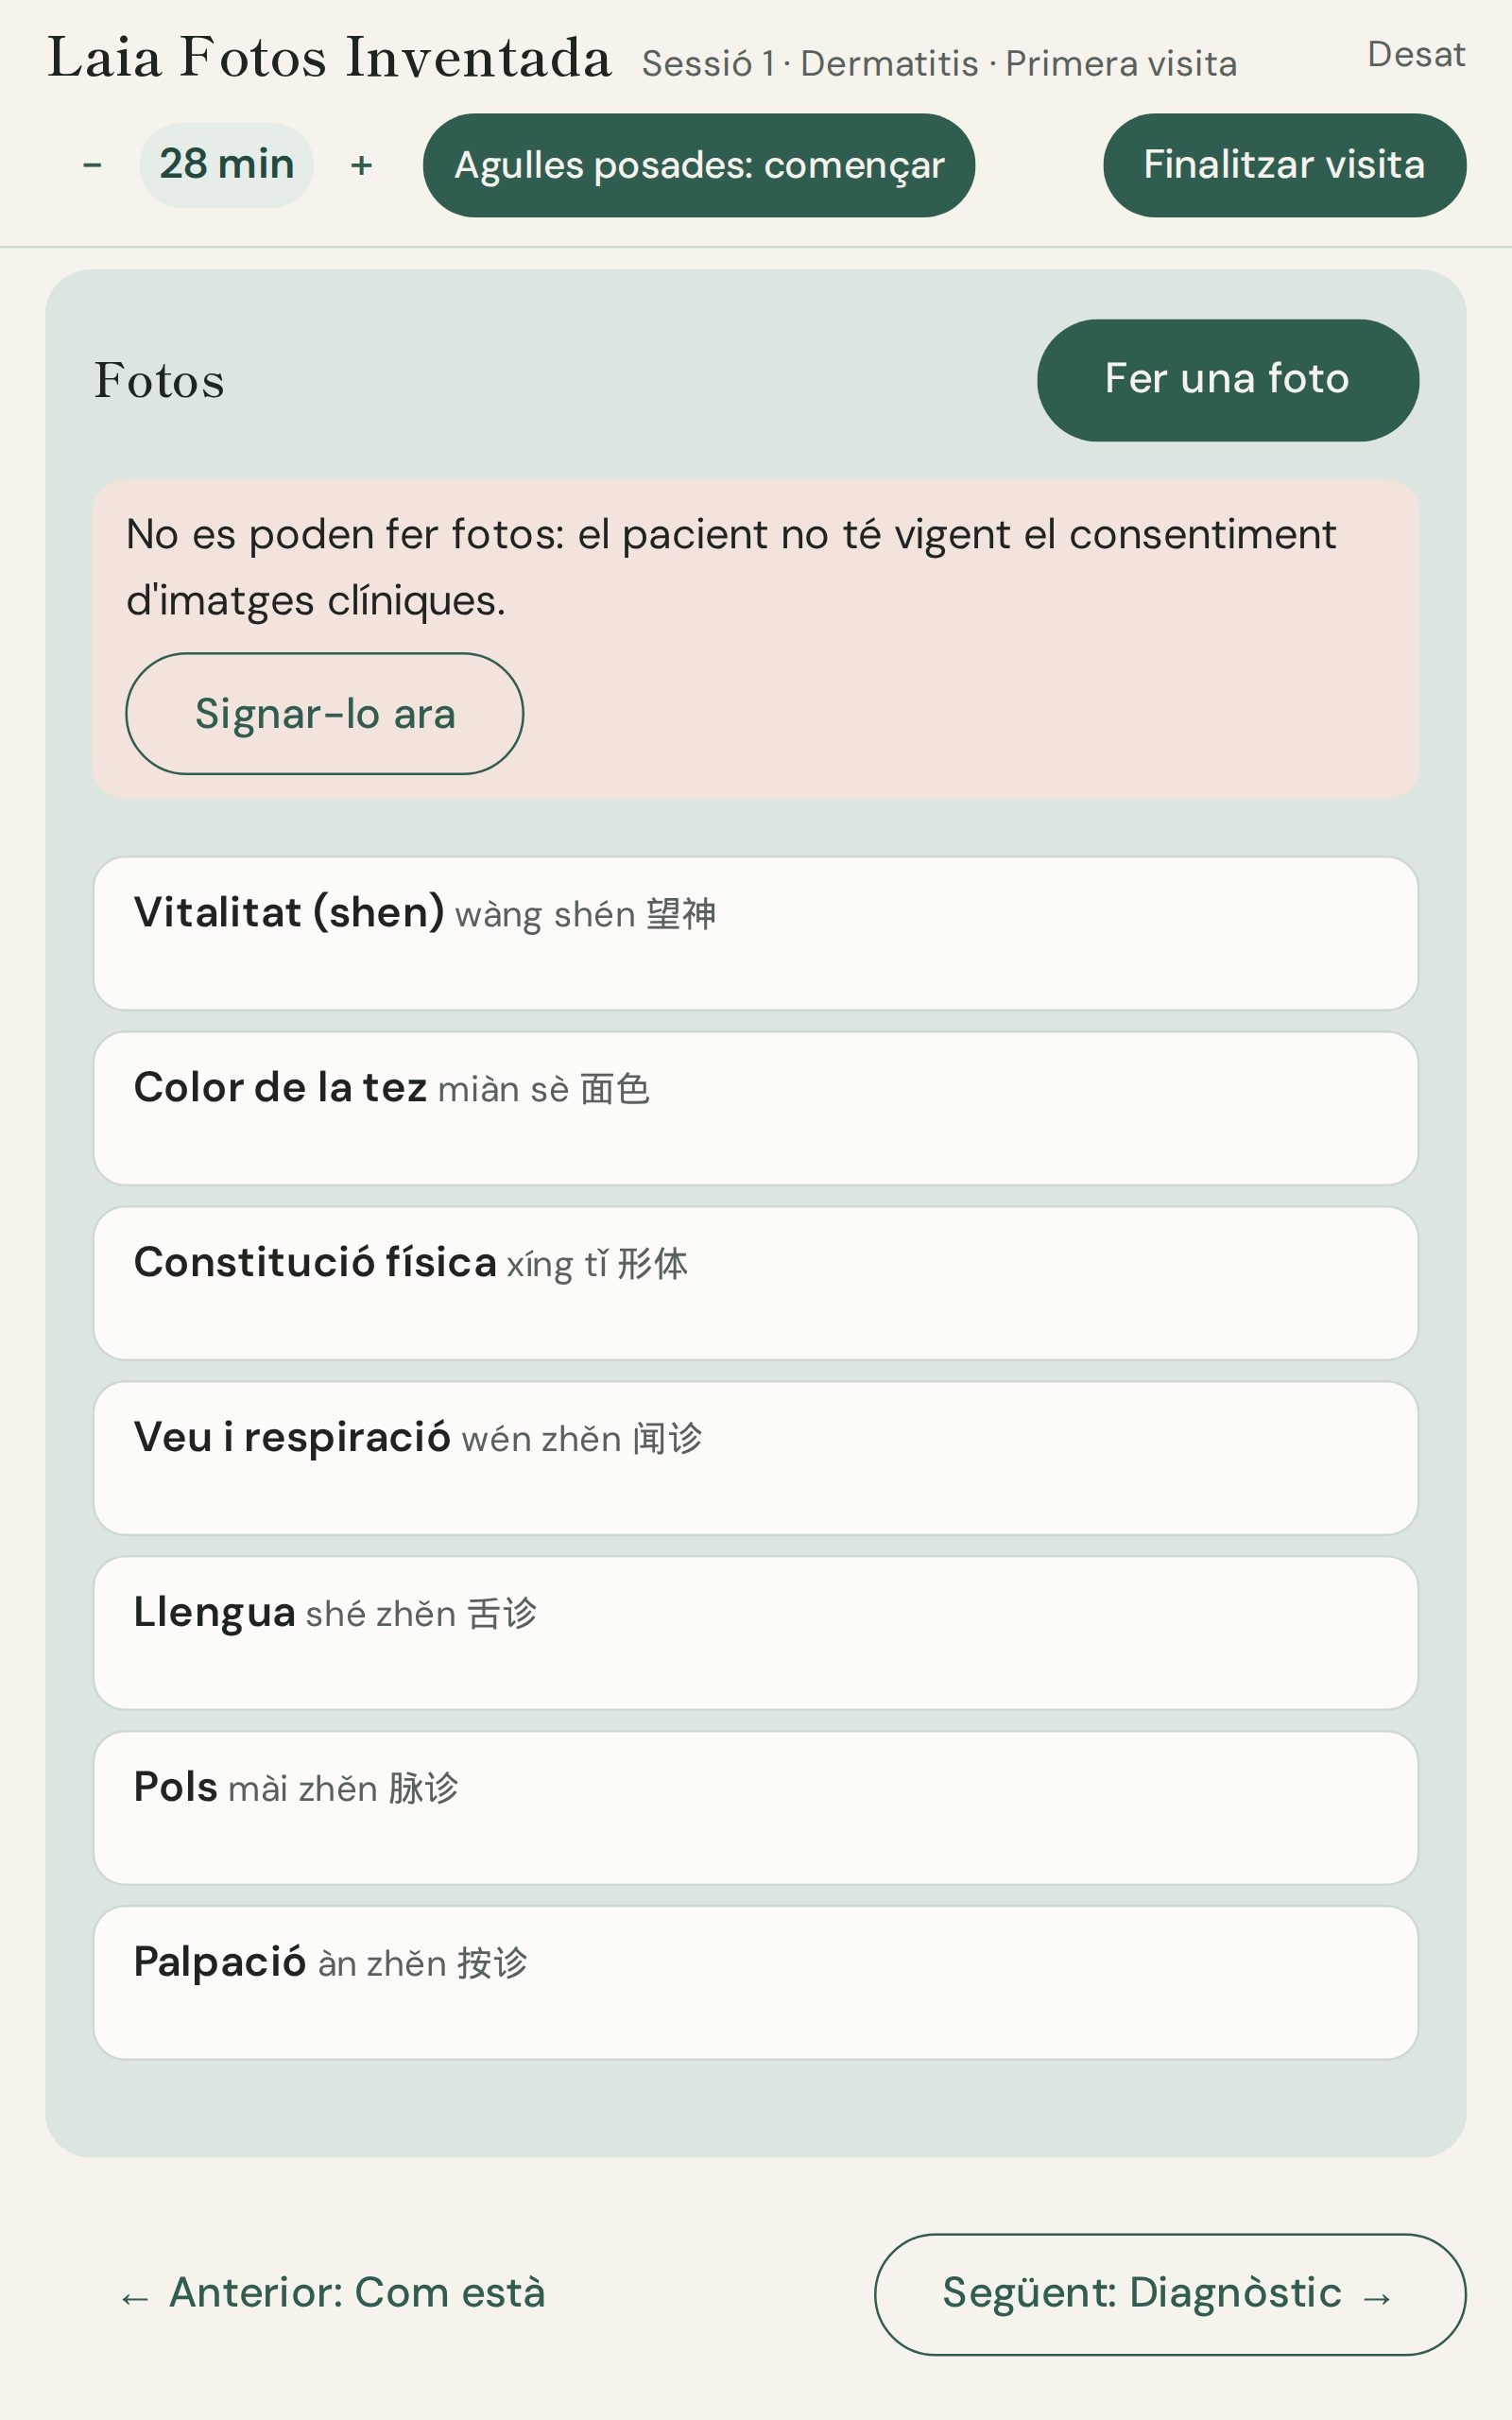 Laia Fotos Inventada Sessió 1 · Dermatitis · Primera visita Desat
− 28 min + Agulles posades: començar Finalitzar visita
Fotos Fer una foto
No es poden fer fotos: el pacient no té vigent el consentiment
d'imatges clíniques.
Signar-lo ara
Vitalitat (shen) wàng shén 望神
Color de la tez miàn sè 面色
Constitució física xíng tǐ 形体
Veu i respiració wén zhěn 闻诊
Llengua shé zhěn 舌诊
Pols mài zhěn 脉诊
Palpació àn zhěn 按诊
← Anterior: Com està Següent: Diagnòstic →